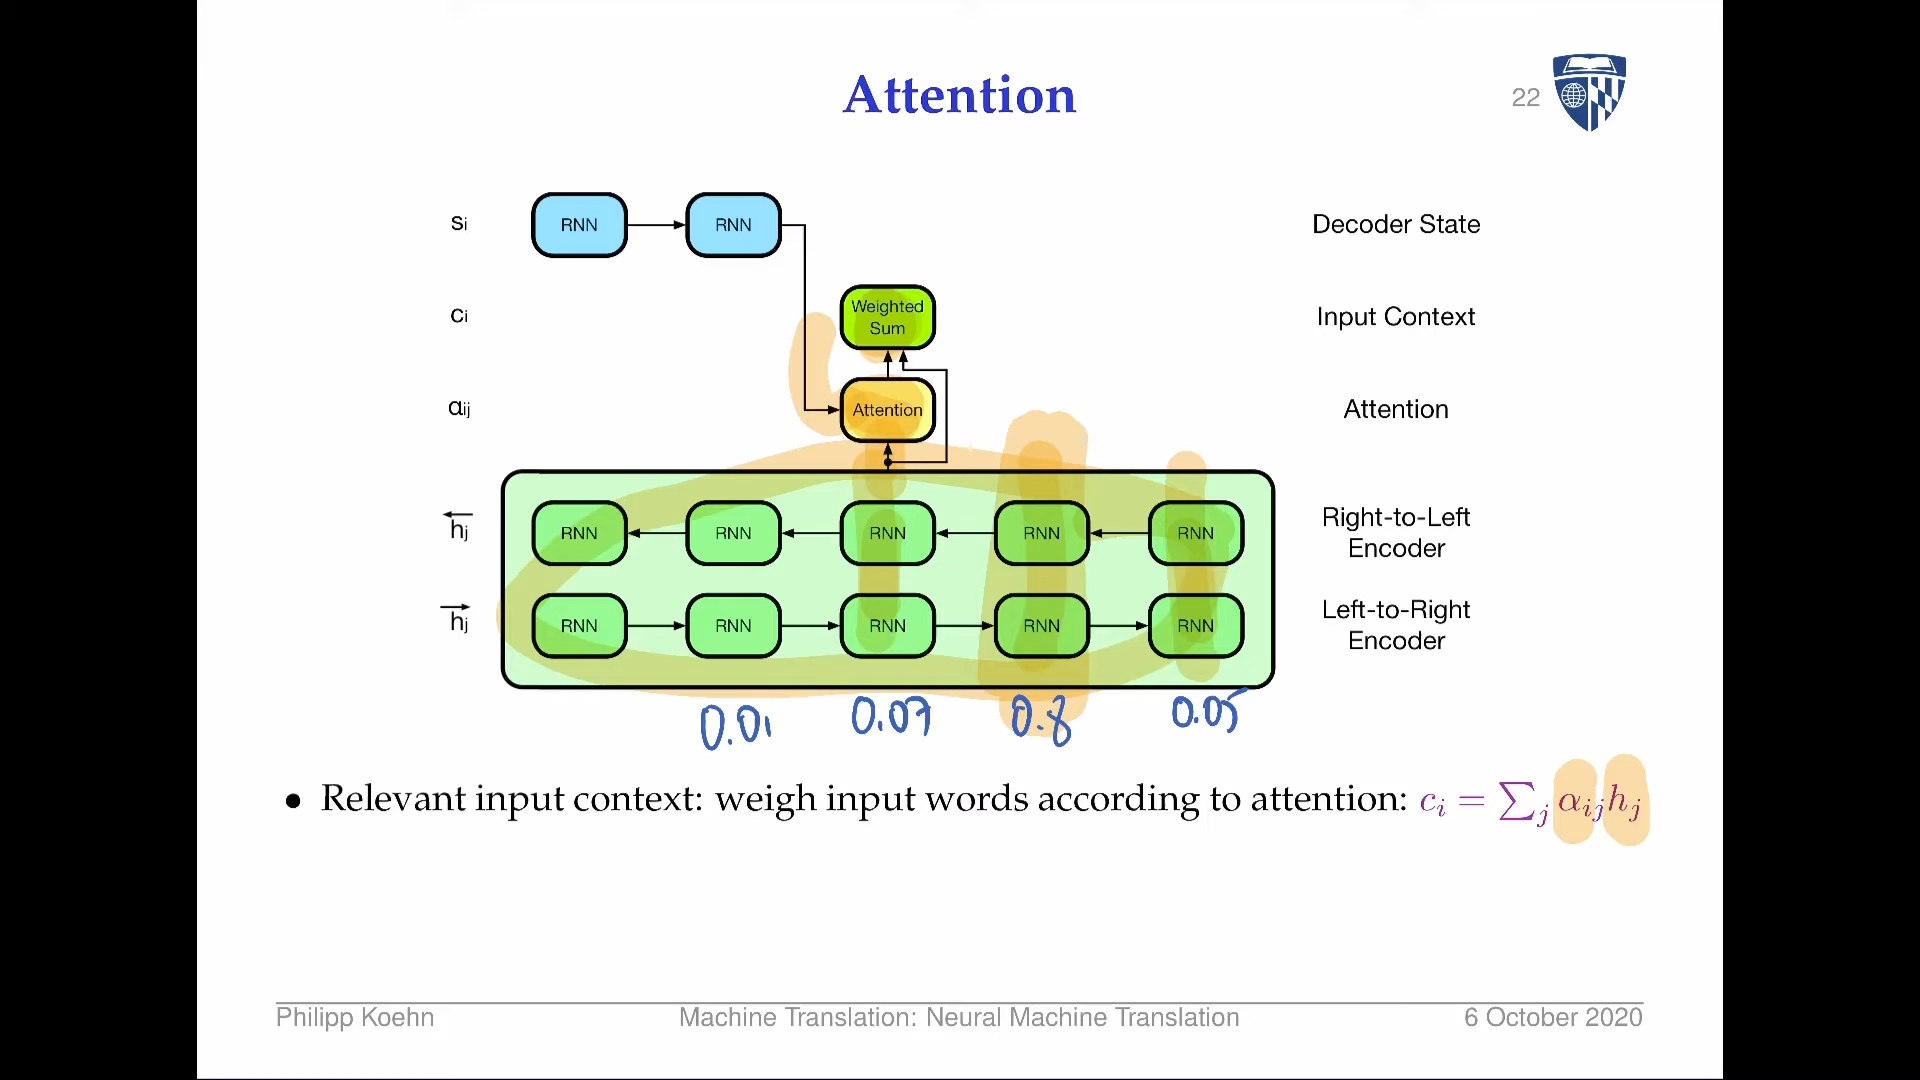 Attention
22
si RNN RNN Decoder State
ci Weighted Sum Input Context
αij Attention Attention
hj RNN RNN RNN RNN RNN Right-to-Left Encoder
hj RNN RNN RNN RNN RNN Left-to-Right Encoder
0.01 0.07 0.8 0.05
• Relevant input context: weigh input words according to attention: ci = ∑j αijhj
Philipp Koehn Machine Translation: Neural Machine Translation 6 October 2020